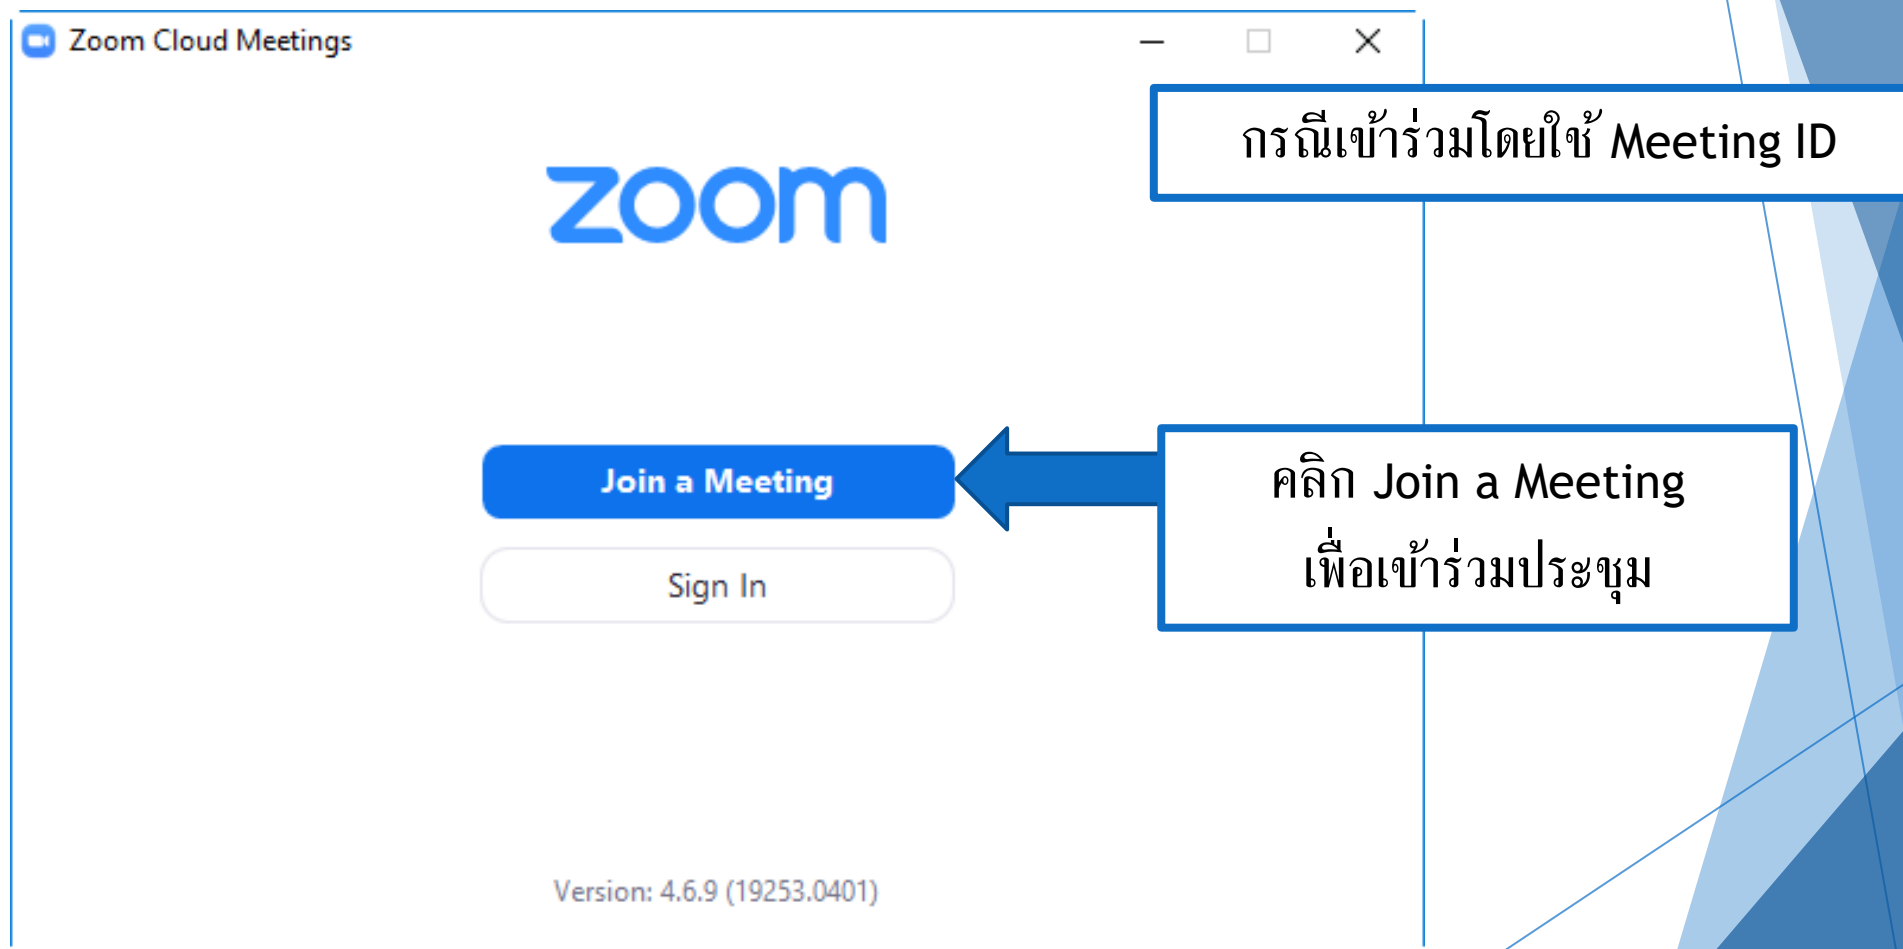 Zoom Cloud Meetings
กรณีเข้าร่วมโดยใช้ Meeting ID
zoom
Join a Meeting
คลิก Join a Meeting
เพื่อเข้าร่วมประชุม
Sign In
Version: 4.6.9 (19253.0401)